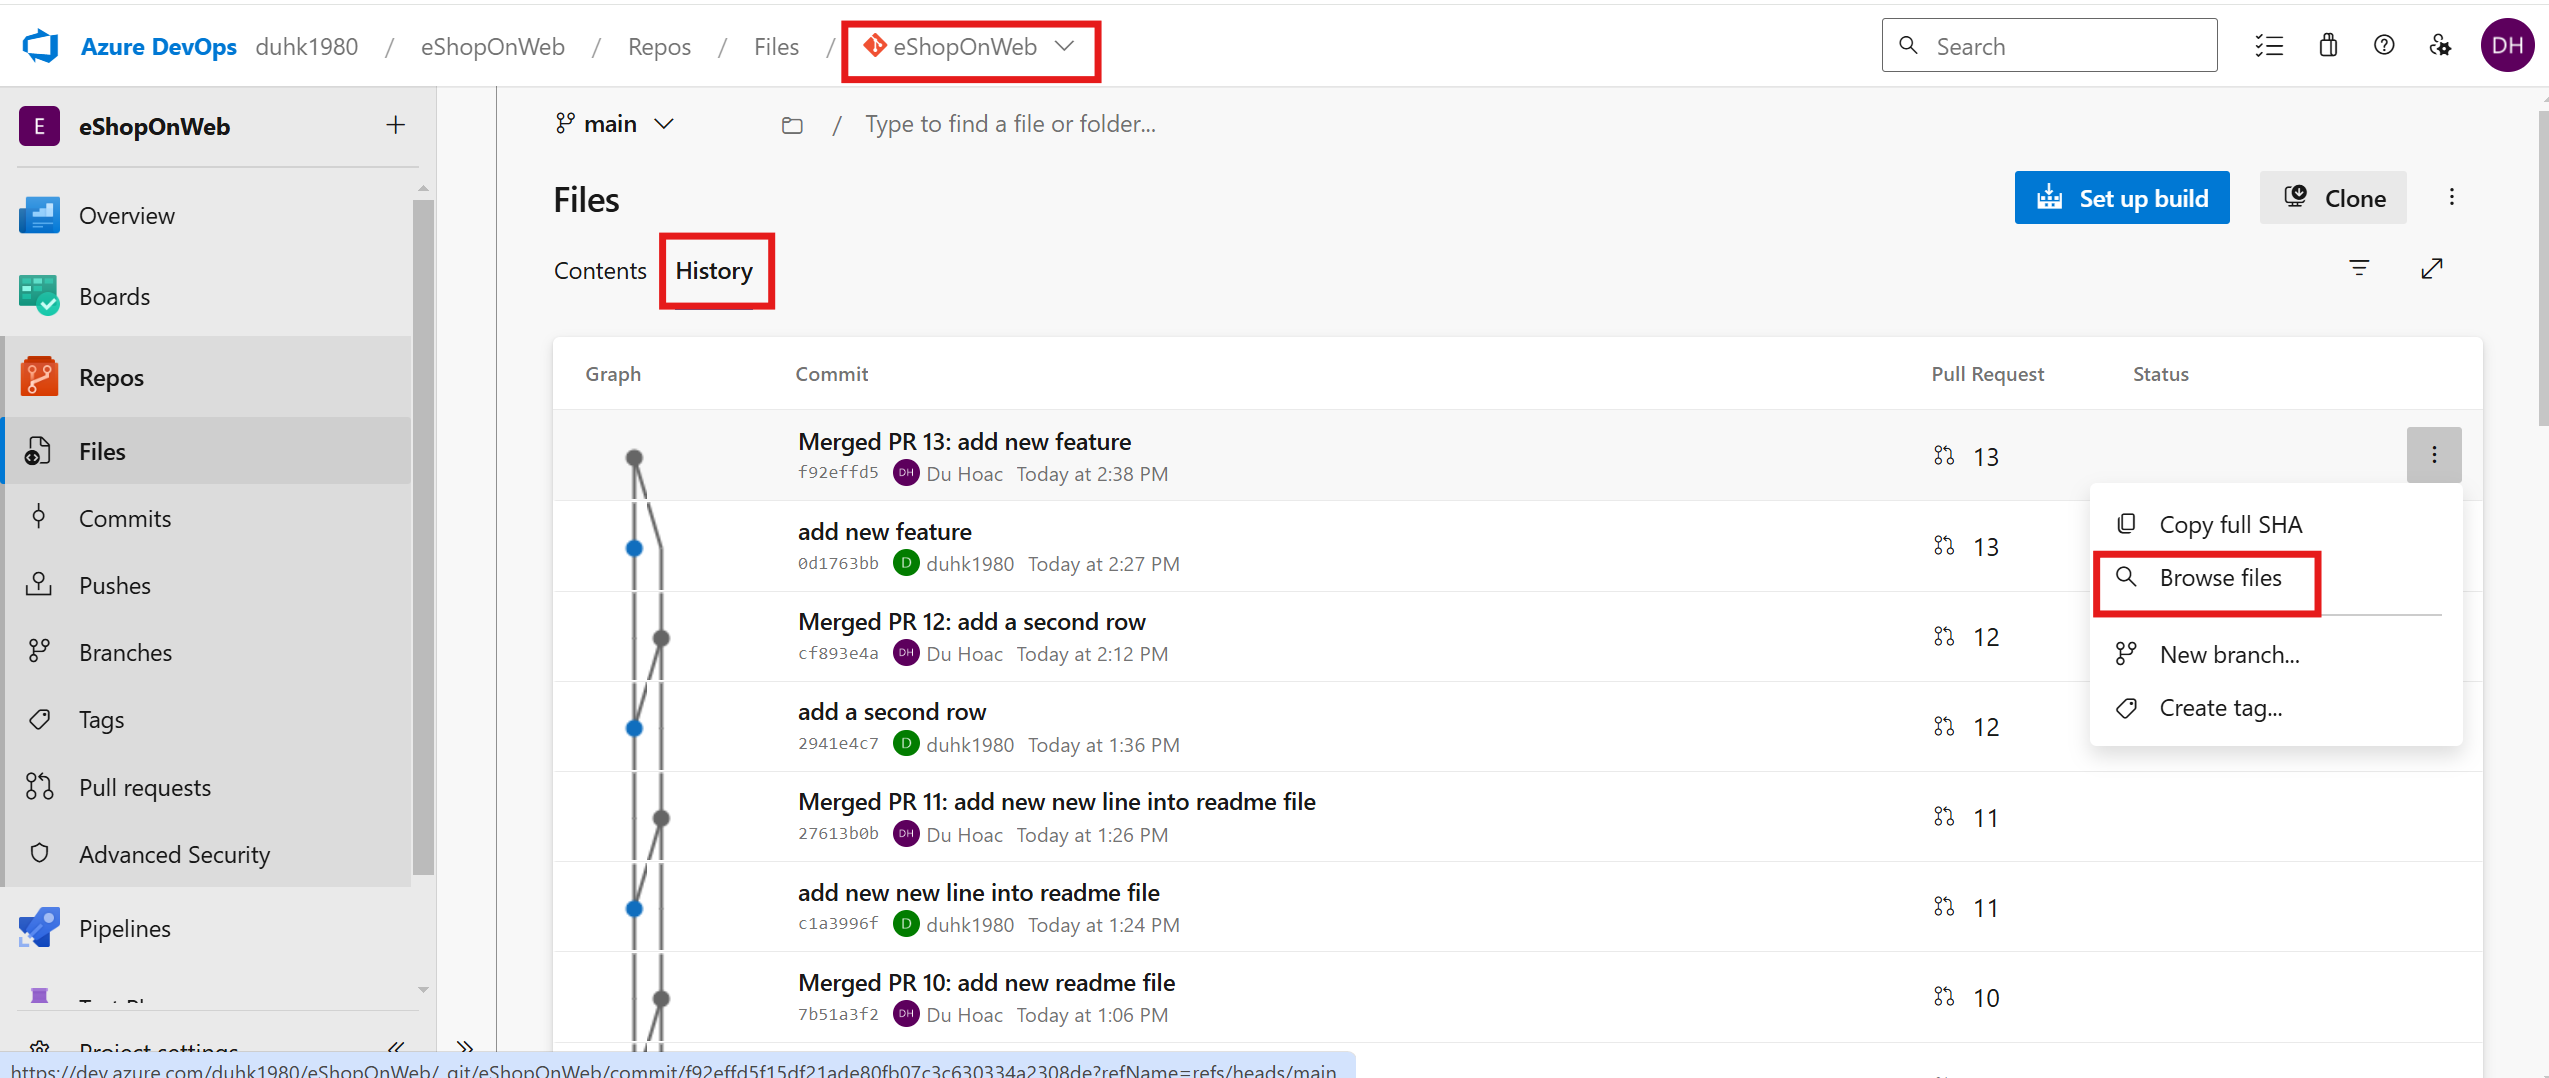 Azure DevOps duhk1980 / eShopOnWeb / Repos / Files / eShopOnWeb
Search
DH
E eShopOnWeb +
Overview
Boards
Repos
Files
Commits
Pushes
Branches
Tags
Pull requests
Advanced Security
Pipelines
Project settings
main
/ Type to find a file or folder...
Files
Set up build
Clone
Contents History
Graph Commit Pull Request Status
Merged PR 13: add new feature
f92effd5 DH Du Hoac Today at 2:38 PM
13
add new feature
0d1763bb D duhk1980 Today at 2:27 PM
13
Merged PR 12: add a second row
cf893e4a DH Du Hoac Today at 2:12 PM
12
add a second row
2941e4c7 D duhk1980 Today at 1:36 PM
12
Merged PR 11: add new new line into readme file
27613b0b DH Du Hoac Today at 1:26 PM
11
add new new line into readme file
c1a3996f D duhk1980 Today at 1:24 PM
11
Merged PR 10: add new readme file
7b51a3f2 DH Du Hoac Today at 1:06 PM
10
Copy full SHA
Browse files
New branch...
Create tag...
https://dev.azure.com/duhk1980/eShopOnWeb/_git/eShopOnWeb/commit/f92effd5f15df21ade80fb07c3c630334a2308de?refName=refs/heads/main